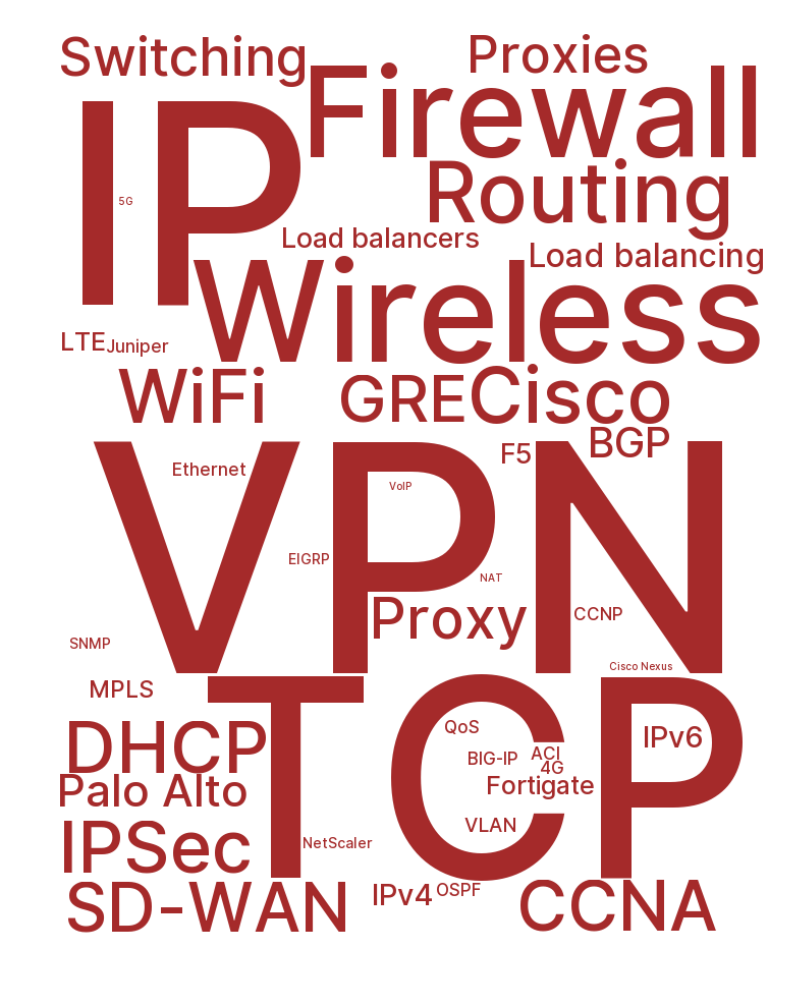 Switching
Proxies
Firewall
IP
Routing
5G
Load balancers
Load balancing
Wireless
LTE
Juniper
WiFi
GRE
Cisco
BGP
F5
VPN
Ethernet
VoIP
EIGRP
NAT
Proxy
CCNP
SNMP
Cisco Nexus
MPLS
TCP
DHCP
QoS
IPv6
ACI
BIG-IP
4G
Fortigate
Palo Alto
VLAN
IPSec
NetScaler
SD-WAN
IPv4
OSPF
CCNA